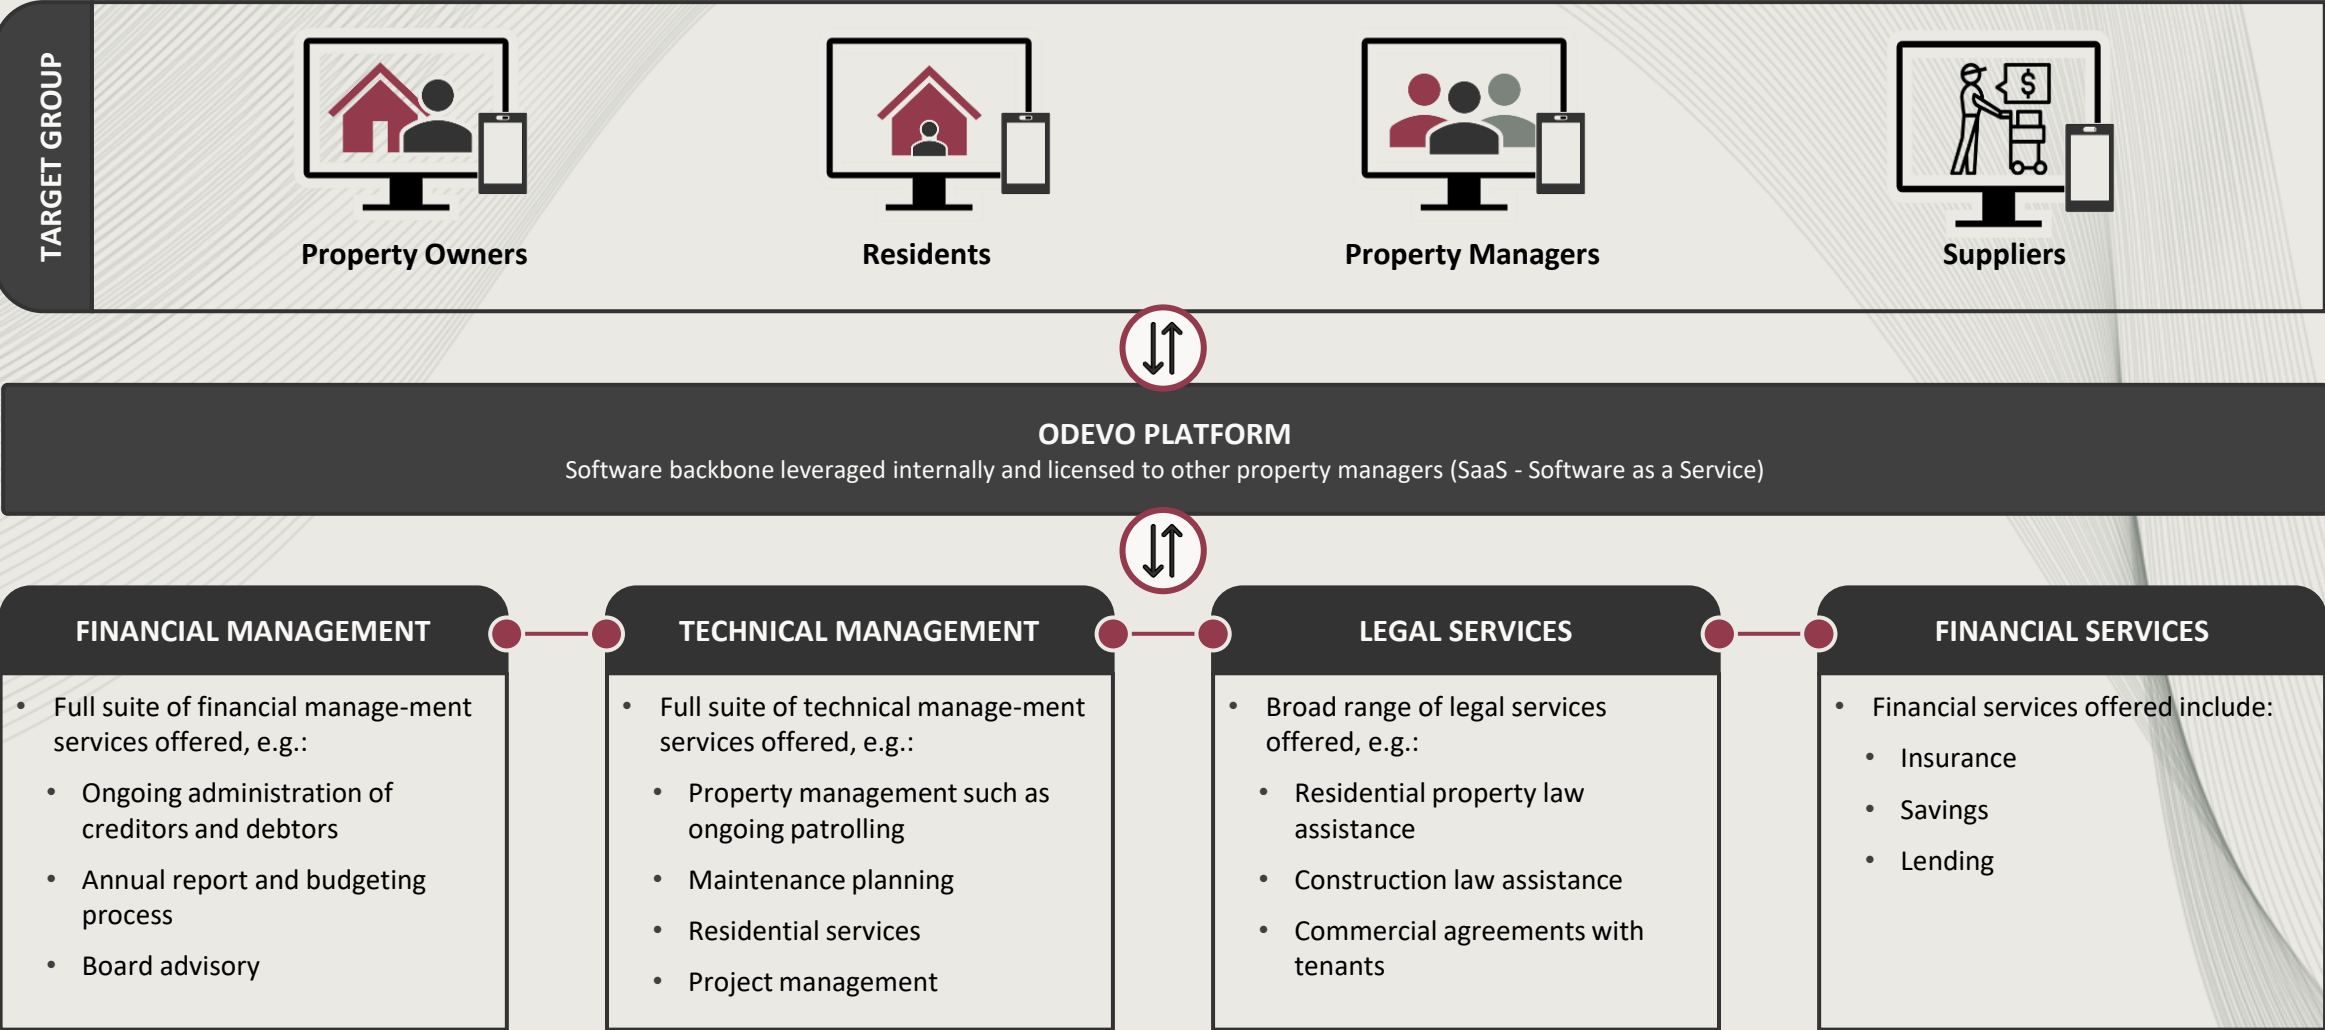 TARGET GROUP
$
Property Owners
Residents
Property Managers
Suppliers
ODEVO PLATFORM
Software backbone leveraged internally and licensed to other property managers (SaaS - Software as a Service)
FINANCIAL MANAGEMENT
• Full suite of financial manage-ment
services offered, e.g.:
• Ongoing administration of
creditors and debtors
• Annual report and budgeting
process
• Board advisory
TECHNICAL MANAGEMENT
• Full suite of technical manage-ment
services offered, e.g.:
• Property management such as
ongoing patrolling
• Maintenance planning
• Residential services
• Project management
LEGAL SERVICES
• Broad range of legal services
offered, e.g.:
• Residential property law
assistance
• Construction law assistance
• Commercial agreements with
tenants
FINANCIAL SERVICES
• Financial services offered include:
• Insurance
• Savings
• Lending